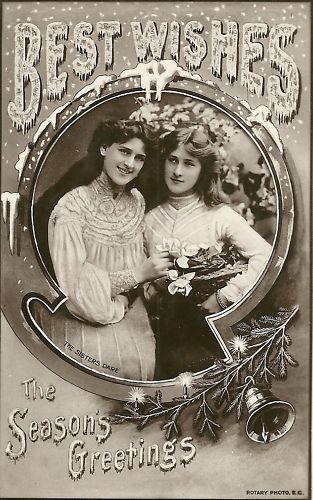 BEST WISHES
THE SISTERS DARE
The
Season's
Greetings
ROTARY PHOTO, E.C.